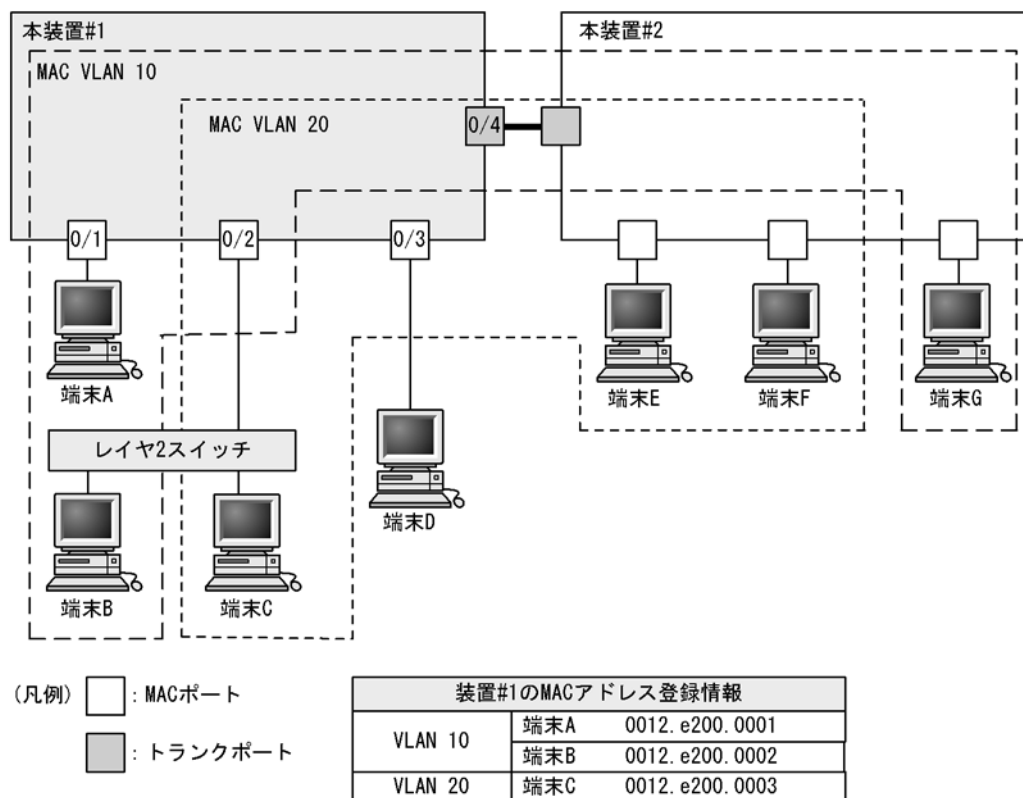 本装置#1
本装置#2
MAC VLAN 10
MAC VLAN 20
0/4
0/1
0/2
0/3
端末A
端末E
端末F
端末G
レイヤ2スイッチ
端末D
端末B
端末C
(凡例)
:MACポート
:トランクポート
装置#1のMACアドレス登録情報
VLAN 10
端末A 0012.e200.0001
端末B 0012.e200.0002
VLAN 20 端末C 0012.e200.0003